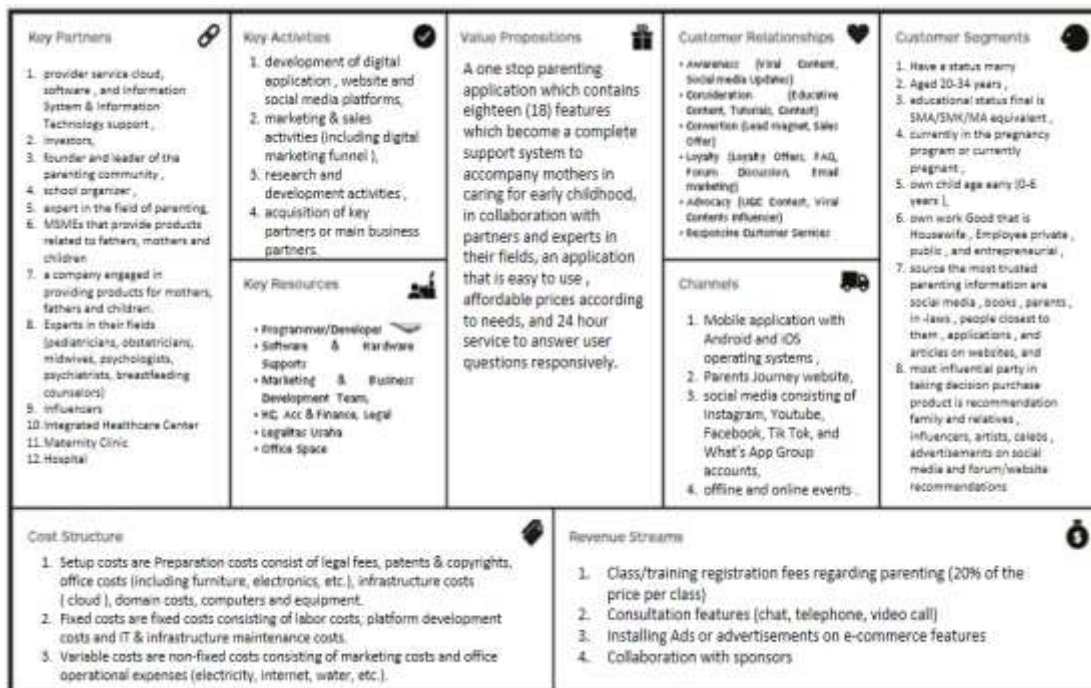 Key Partners
1. provider service cloud,
software , and Information
System & Information
Technology support ,
2. Investors,
3. founder and leader of the
parenting community ,
4. school organizer ,
5. expert in the field of parenting,
6. MSMEs that provide products
related to fathers, mothers and
children
7. a company engaged in
providing products for mothers,
fathers and children.
8. Experts in their fields
(pediatricians, obstetricians,
midwives, psychologists,
psychiatrists, breastfeeding
counselors)
9. Influencers
10. Integrated Healthcare Center
11. Maternity Clinic
12. Hospital
Key Activities
1. development of digital
application , website and
social media platforms,
2. marketing & sales
activities (including digital
marketing funnel ),
3. research and
development activities ,
4. acquisition of key
partners or main business
partners.
Key Resources
• Programmer/Developer
• Software & Hardware
Supports
• Marketing & Business
Development Team,
• HC, Acc & Finance, Legal
• Legalitas Usaha
• Office Space
Value Propositions
A one stop parenting
application which contains
eighteen (18) features
which become a complete
support system to
accompany mothers in
caring for early childhood,
in collaboration with
partners and experts in
their fields, an application
that is easy to use ,
affordable prices according
to needs, and 24 hour
service to answer user
questions responsively.
Customer Relationships
• Awareness (Viral Content,
Social media Updates)
• Consideration (Educative
Content, Tutorials, Contact)
• Convertion (Lead magnet, Sales
Offer)
• Loyalty (Loyalty Offers, FAQ,
Forum Discussion, Email
marketing)
• Advocacy (UGC Content, Viral
Contents Influencer)
• Responsive Customer Services
Channels
1. Mobile application with
Android and iOS
operating systems ,
2. Parents Journey website,
3. social media consisting of
Instagram, Youtube,
Facebook, Tik Tok, and
What's App Group
accounts,
4. offline and online events .
Customer Segments
1. Have a status marry
2. Aged 20-34 years ,
3. educational status final is
SMA/SMK/MA equivalent ,
4. currently in the pregnancy
program or currently
pregnant ,
5. own child age early (0-6
years ),
6. own work Good that is
Housewife , Employee private ,
public , and entrepreneurial ,
7. source the most trusted
parenting information are
social media , books , parents ,
in -laws , people closest to
them , applications , and
articles on websites, and
8. most influential party in
taking decision purchase
product is recommendation
family and relatives ,
influencers, artists, celebs ,
advertisements on social
media and forum/website
recommendations
Cost Structure
1. Setup costs are Preparation costs consist of legal fees, patents & copyrights,
office costs (including furniture, electronics, etc.), infrastructure costs
( cloud ), domain costs, computers and equipment.
2. Fixed costs are fixed costs consisting of labor costs, platform development
costs and IT & infrastructure maintenance costs.
3. Variable costs are non-fixed costs consisting of marketing costs and office
operational expenses (electricity, internet, water, etc.).
Revenue Streams
1. Class/training registration fees regarding parenting (20% of the
price per class)
2. Consultation features (chat, telephone, video call)
3. Installing Ads or advertisements on e-commerce features
4. Collaboration with sponsors